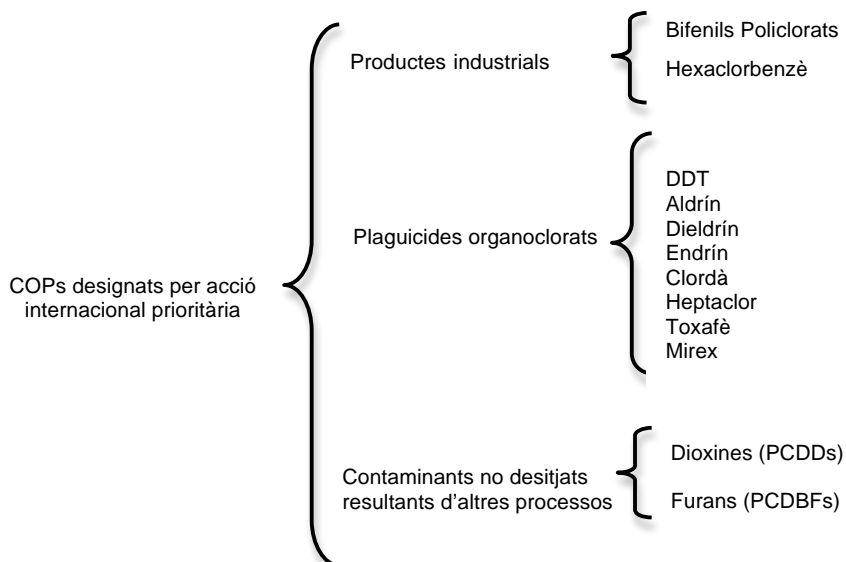 COPs designats per acció
internacional prioritària
Productes industrials
Bifenils Policlorats
Hexaclorbenzè
Plaguicides organoclorats
DDT
Aldrín
Dieldrín
Endrín
Clordà
Heptaclor
Toxafè
Mirex
Contaminants no desitjats
resultants d’altres processos
Dioxines (PCDDs)
Furans (PCDBFs)